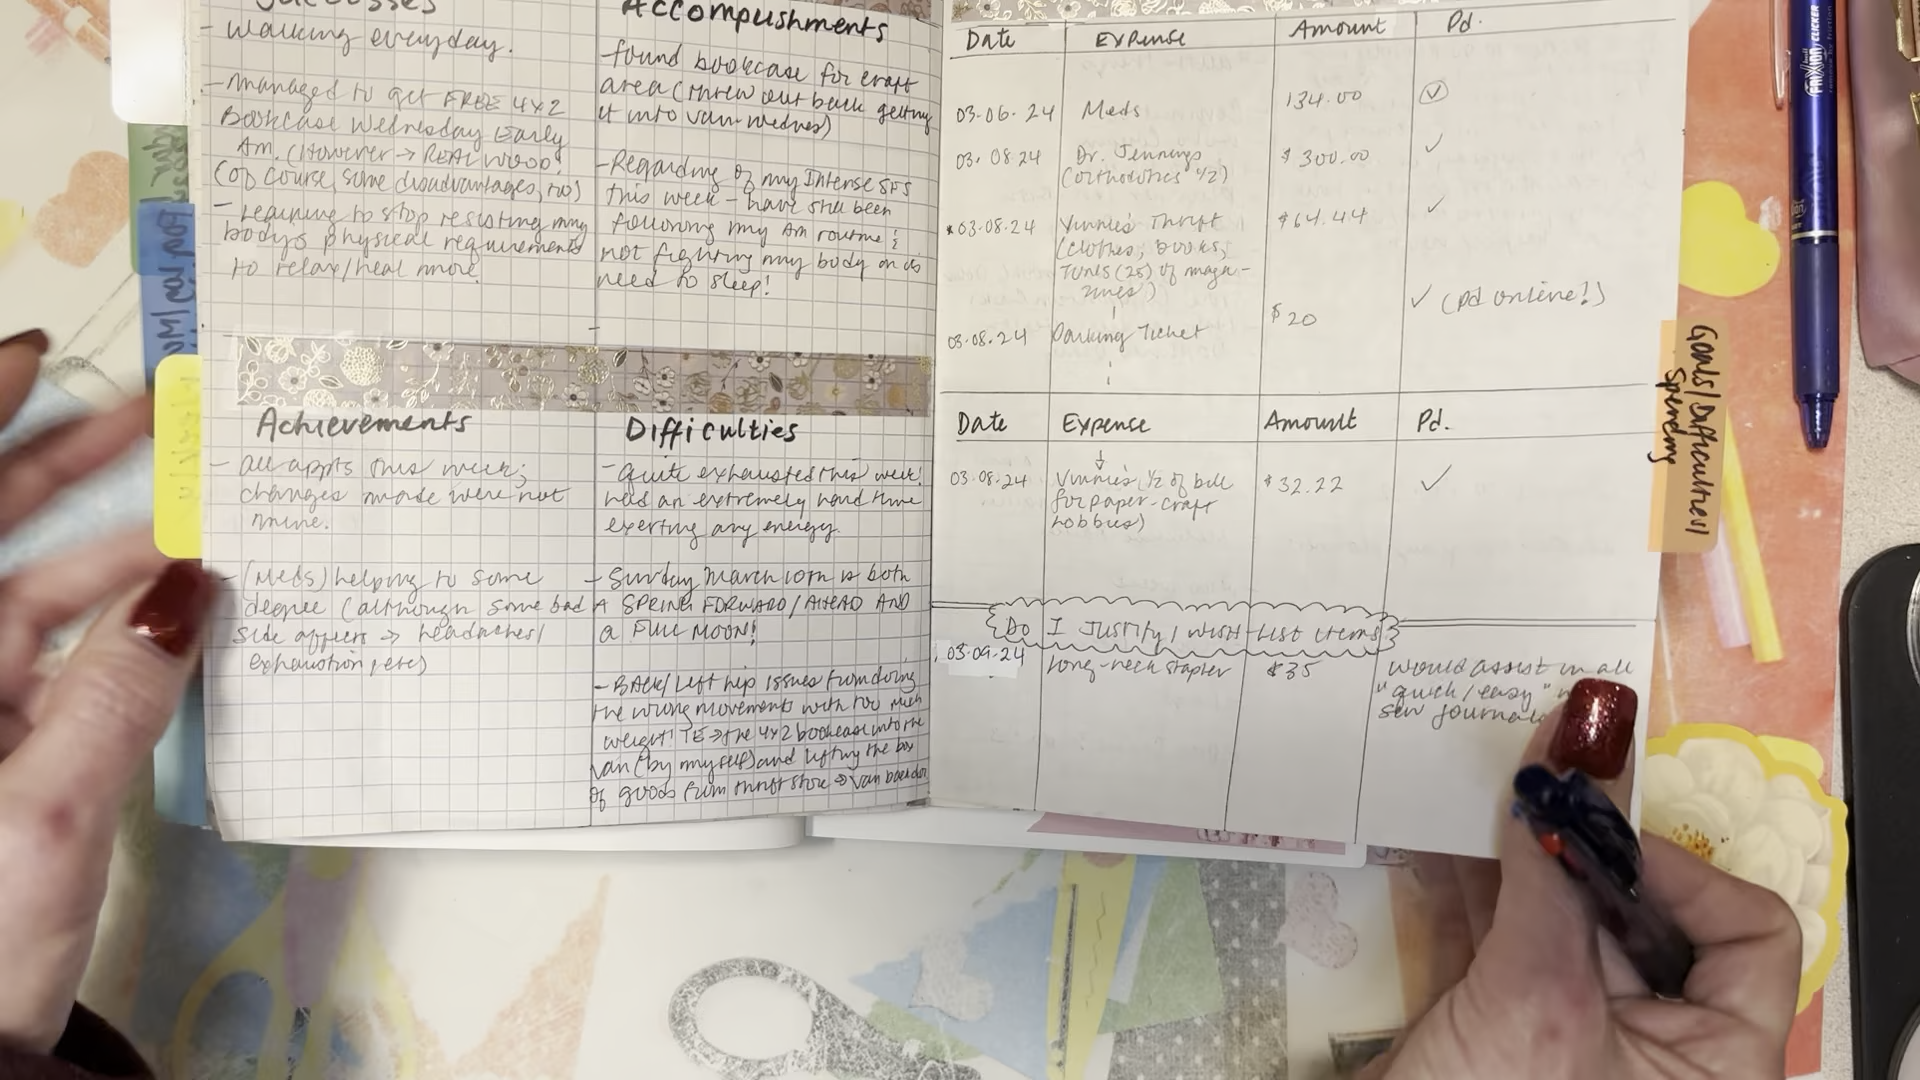 Successes
- Walking everyday.
- managed to get FREE 4x2
Bookcase Wednesday Early
Am. (However → REAL WOOD!
(of course, some disadvantages, too)
- learning to stop resisting my
body's physical requirements
to relax/heal more.
Accomplishments
- found bookcase for craft
area (threw out back getting
it into van-Wednes)
- Regarding of my Intense SFS
this week - have still been
following my Am routine &
not fighting my body on its
need to sleep!
Achievements
- all appts this week;
changes made were not
mine.
- (Meds) helping to some
degree (although some bad
side affects → headaches/
exhaustion, etc)
Difficulties
- quite exhausted this week!
had an extremely hard time
exerting any energy.
- Sunday March 10th is both
A SPRING FORWARD/AHEAD AND
a FULL MOON!
- BACK/Left hip issues from doing
the wrong movements with too much
weight! IE → the 4x2 bookcase into the
van (by myself) and lifting the box
of goods from thrift store → van back door
Date Expense Amount Pd.
03.06.24 Meds 134.00 ✓
03.08.24 Dr. Jennings $300.00 ✓
(orthodontics 1/2)
*03.08.24 Vinnie's Thrift $64.44 ✓
(clothes, books,
Tons (25) of maga-
zines)
03.08.24 Parking Ticket $20 ✓ (pd online!)
Date Expense Amount Pd.
03.08.24 Vinnie's (1/2 of bill $32.22 ✓
for paper-craft
hobbies)
Do I Justify/Wish-List Items?
03.09.24 Long-neck stapler $35 would assist in all
"quick/easy"
sew journals
Goals/Difficulties/
Spending
FRIXION CLICKER